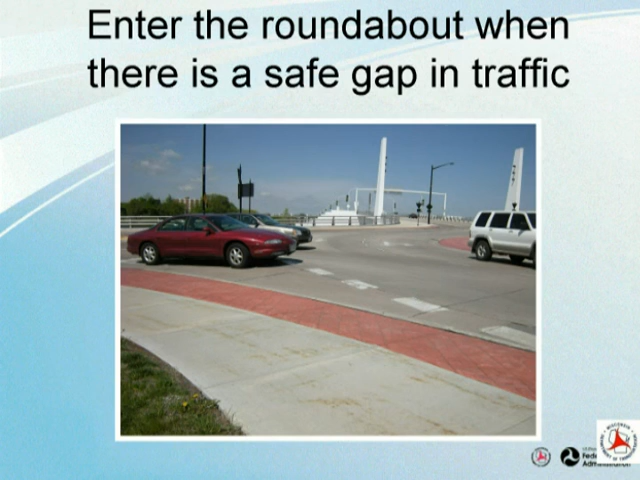 Enter the roundabout when
there is a safe gap in traffic